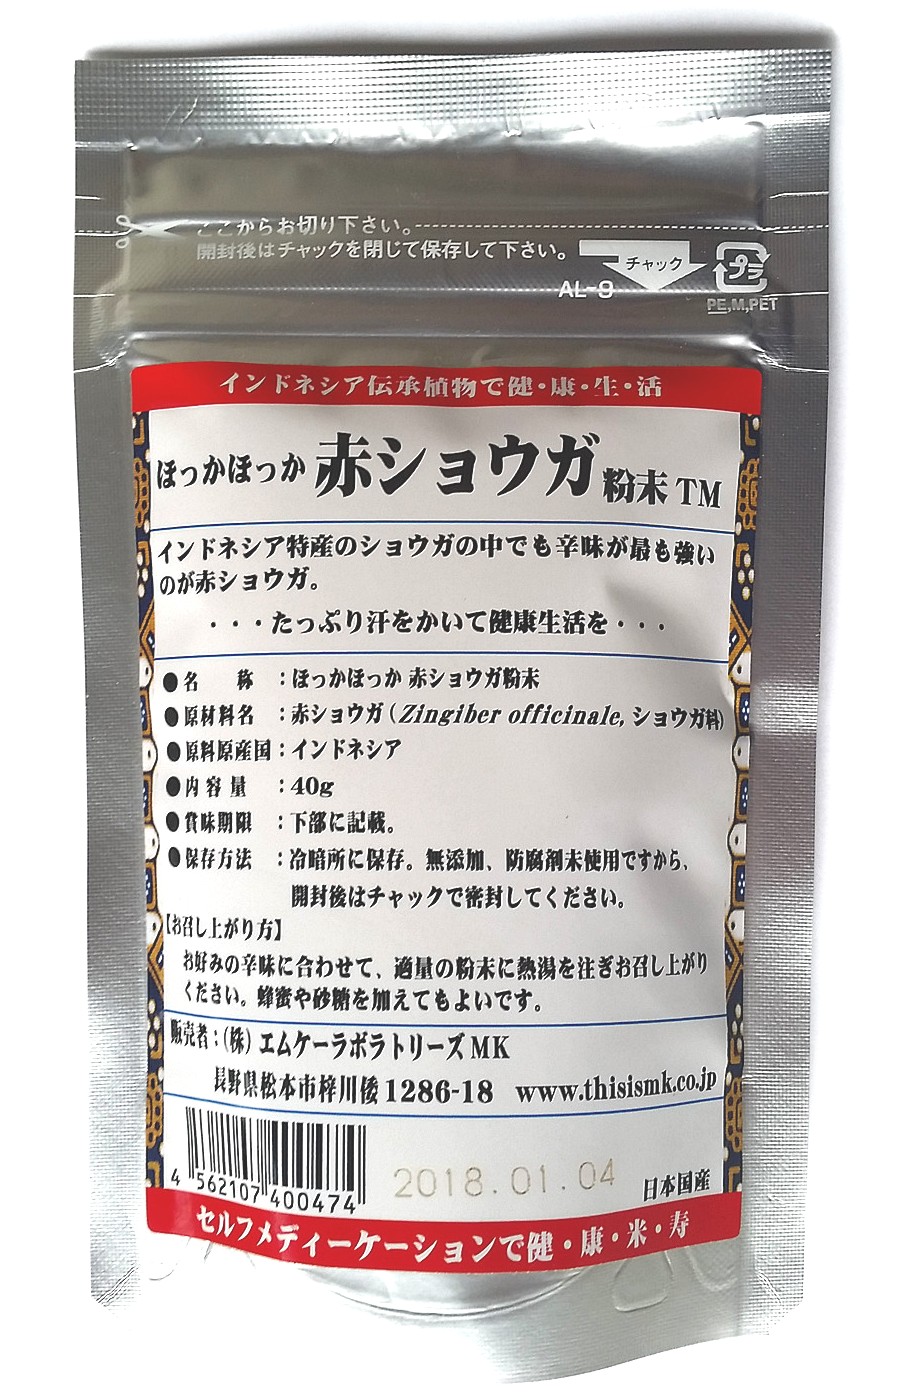 ここからお切り下さい。
開封後はチャックを閉じて保存して下さい。
チャック
プラ
AL-9
PE,M,PET
インドネシア伝承植物で健・康・生・活
ほっかほっか 赤ショウガ 粉末 TM
インドネシア特産のショウガの中でも辛味が最も強い
のが赤ショウガ。
・・・たっぷり汗をかいて健康生活を・・・
●名　称　：ほっかほっか 赤ショウガ粉末
●原材料名　：赤ショウガ (Zingiber officinale, ショウガ科)
●原料原産国：インドネシア
●内容量　：40g
●賞味期限　：下部に記載。
●保存方法　：冷暗所に保存。無添加、防腐剤未使用ですから、
開封後はチャックで密封してください。
【お召し上がり方】
お好みの辛味に合わせて、適量の粉末に熱湯を注ぎお召し上がり
ください。蜂蜜や砂糖を加えてもよいです。
販売者：(株) エムケーラボラトリーズMK
長野県松本市梓川倭1286-18 www.thisismk.co.jp
4 562107 400474
2018.01.04
日本国産
セルフメディーケーションで健・康・米・寿